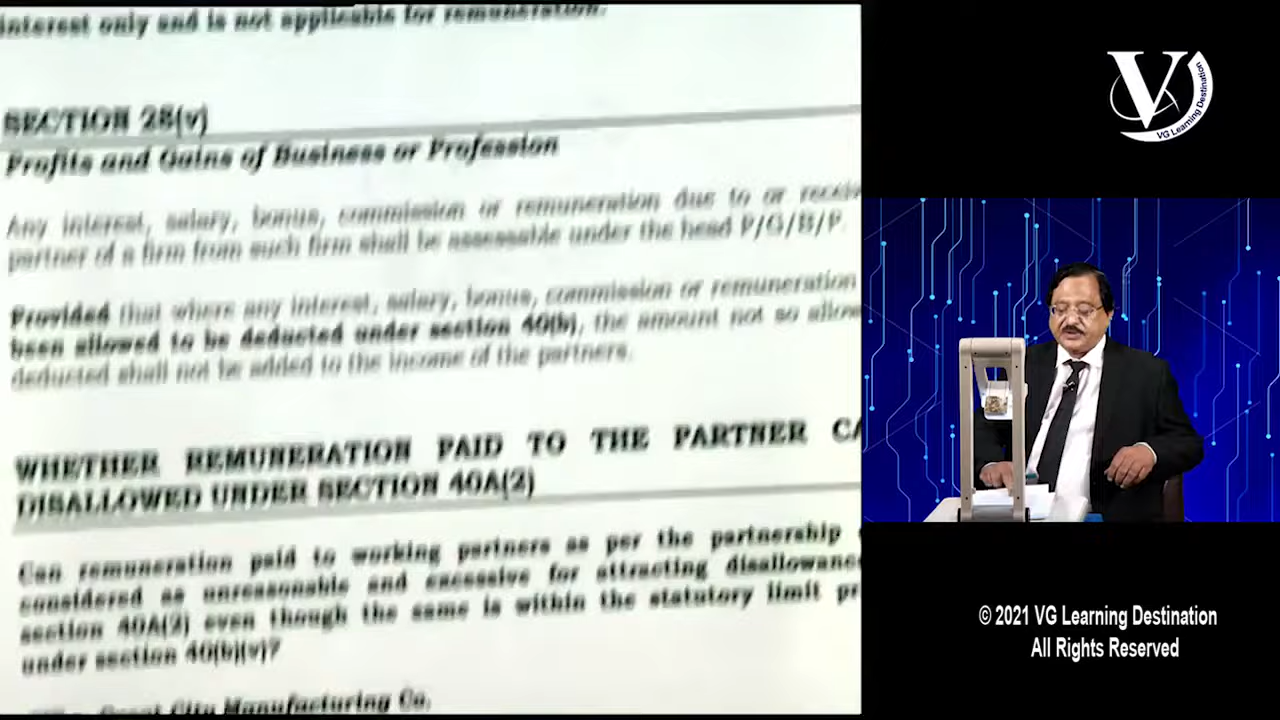 interest only and is not applicable for remuneration.
SECTION 28(v)
Profits and Gains of Business or Profession
Any interest, salary, bonus, commission or remuneration due to or
partner of a firm from such firm shall be assessable under the head P/G/B/P.
Provided that where any interest, salary, bonus, commission or remuneration
been allowed to be deducted under section 40(b), the amount not so
deducted shall not be added to the income of the partners.
WHETHER REMUNERATION PAID TO THE PARTNER
DISALLOWED UNDER SECTION 40A(2)
Can remuneration paid to working partners as per the partnership
considered as unreasonable and excessive for attracting
section 40A(2) even though the same is within the statutory limit
under section 40(b)(v)?
Great City Manufacturing Co.
V
VG Learning Destination
© 2021 VG Learning Destination
All Rights Reserved